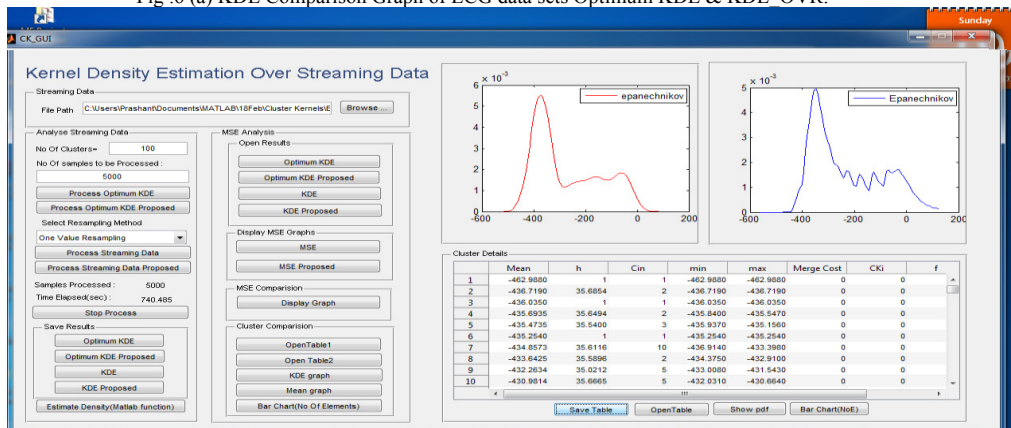 Fig .6 (a) KDE Comparison Graph of ECG data sets Optimum KDE & KDE_OVR.
Sunday
CK_GUI
Kernel Density Estimation Over Streaming Data
Streaming Data
File Path C:\Users\Prashant\Documents\MATLAB\18Feb\Cluster Kernels\E Browse ...
Analyse Streaming Data
No Of Clusters= 100
No Of samples to be Processed :
5000
Process Optimum KDE
Process Optimum KDE Proposed
Select Resampling Method
One Value Resampling
Process Streaming Data
Process Streaming Data Proposed
Samples Processed : 5000
Time Elapsed(sec) : 740.485
Stop Process
Save Results
Optimum KDE
Optimum KDE Proposed
KDE
KDE Proposed
Estimate Density(Matlab function)
MSE Analysis
Open Results
Optimum KDE
Optimum KDE Proposed
KDE
KDE Proposed
Display MSE Graphs
MSE
MSE Proposed
MSE Comparision
Display Graph
Cluster Comparision
OpenTable1
Open Table2
KDE graph
Mean graph
Bar Chart(No Of Elements)
x 10-3
6
5
4
3
2
1
0
-600 -400 -200 0 200
epanechnikov
x 10-3
5
4
3
2
1
0
-600 -400 -200 0 200
Epanechnikov
Cluster Details
Mean h Cin min max Merge Cost CKi f
1 -462.9880 1 1 -462.9880 -462.9880 0 0
2 -436.7190 35.6854 2 -436.7190 -436.7190 0 0
3 -436.0350 1 1 -436.0350 -436.0350 0 0
4 -435.6935 35.6494 2 -435.8400 -435.5470 0 0
5 -435.4735 35.5400 3 -435.9370 -435.1560 0 0
6 -435.2540 1 1 -435.2540 -435.2540 0 0
7 -434.8573 35.6116 10 -436.9140 -433.3980 0 0
8 -433.6425 35.5896 2 -434.3750 -432.9100 0 0
9 -432.2634 35.0212 5 -433.0080 -431.5430 0 0
10 -430.9814 35.6665 5 -432.0310 -430.6640 0 0
Save Table OpenTable Show pdf Bar Chart(NoE)